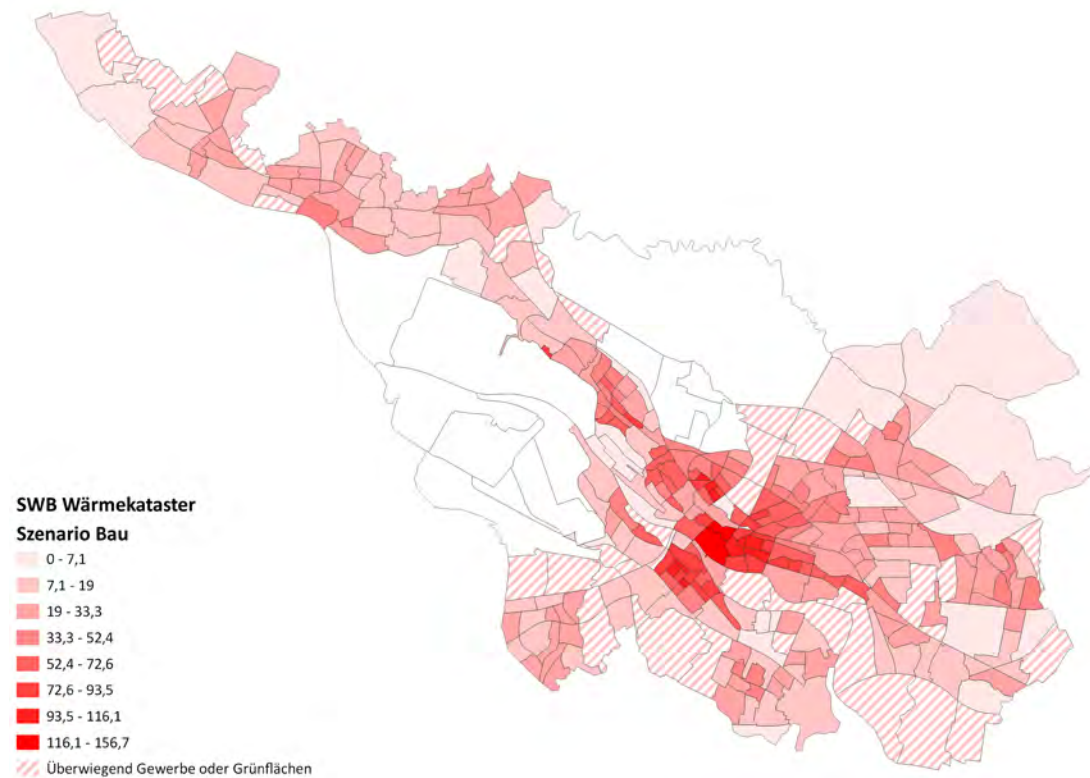 SWB Wärmekataster
Szenario Bau
0 - 7,1
7,1 - 19
19 - 33,3
33,3 - 52,4
52,4 - 72,6
72,6 - 93,5
93,5 - 116,1
116,1 - 156,7
Überwiegend Gewerbe oder Grünflächen